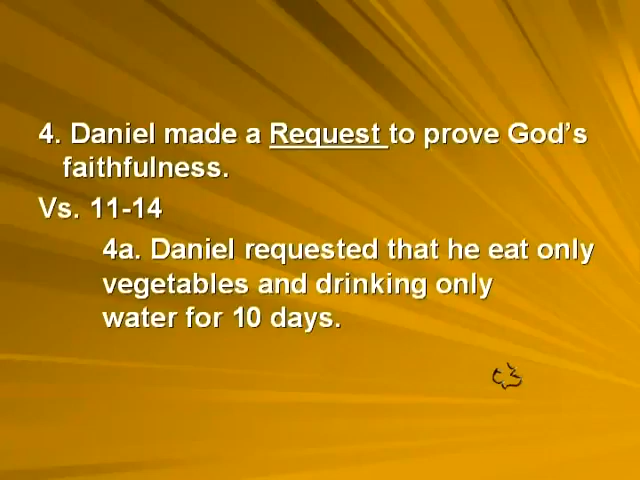 4. Daniel made a Request to prove God's
faithfulness.
Vs. 11-14
4a. Daniel requested that he eat only
vegetables and drinking only
water for 10 days.